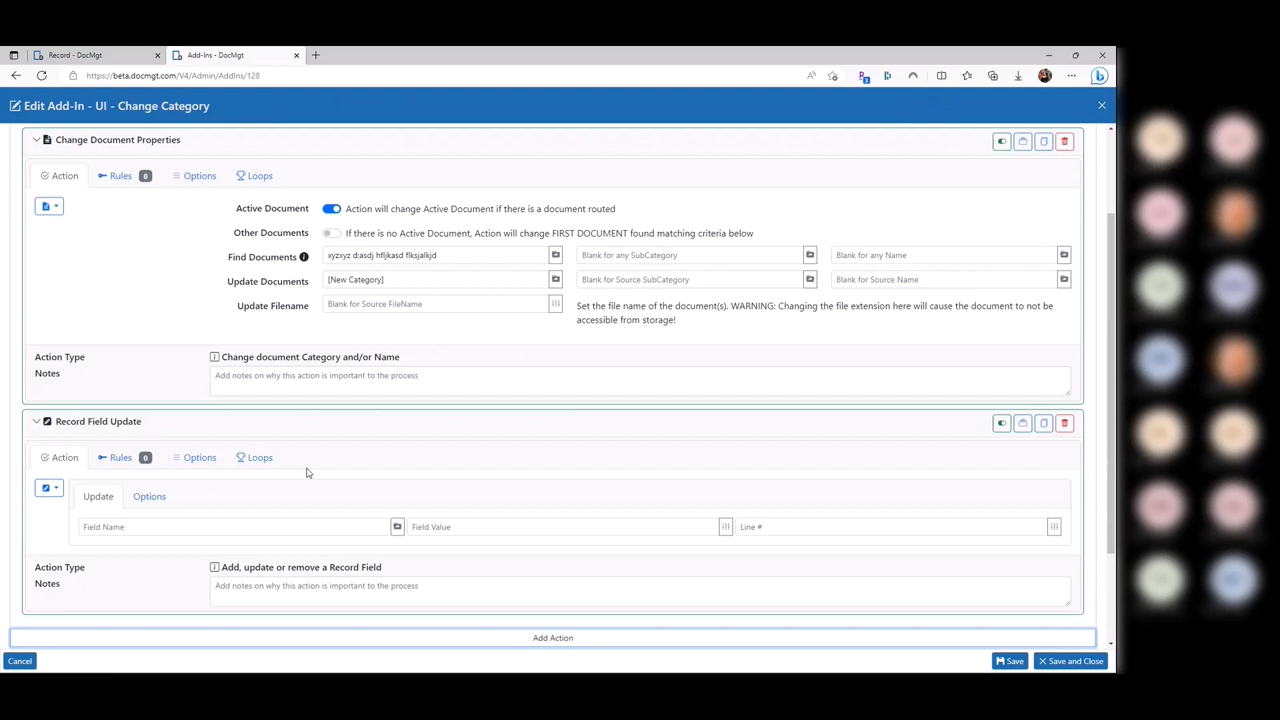 Record - DocMgt
Add-Ins - DocMgt
https://beta.docmgt.com/V4/Admin/AddIns/128
Edit Add-In - UI - Change Category
Change Document Properties
Action Rules 0 Options Loops
Active Document Action will change Active Document if there is a document routed
Other Documents If there is no Active Document, Action will change FIRST DOCUMENT found matching criteria below
Find Documents xyzxyz d;asdj hfljkasd flksjalkjd Blank for any SubCategory Blank for any Name
Update Documents [New Category] Blank for Source SubCategory Blank for Source Name
Update Filename Blank for Source FileName Set the file name of the document(s). WARNING: Changing the file extension here will cause the document to not be
accessible from storage!
Action Type Change document Category and/or Name
Notes Add notes on why this action is important to the process
Record Field Update
Action Rules 0 Options Loops
Update Options
Field Name Field Value Line #
Action Type Add, update or remove a Record Field
Notes Add notes on why this action is important to the process
Add Action
Cancel Save Save and Close